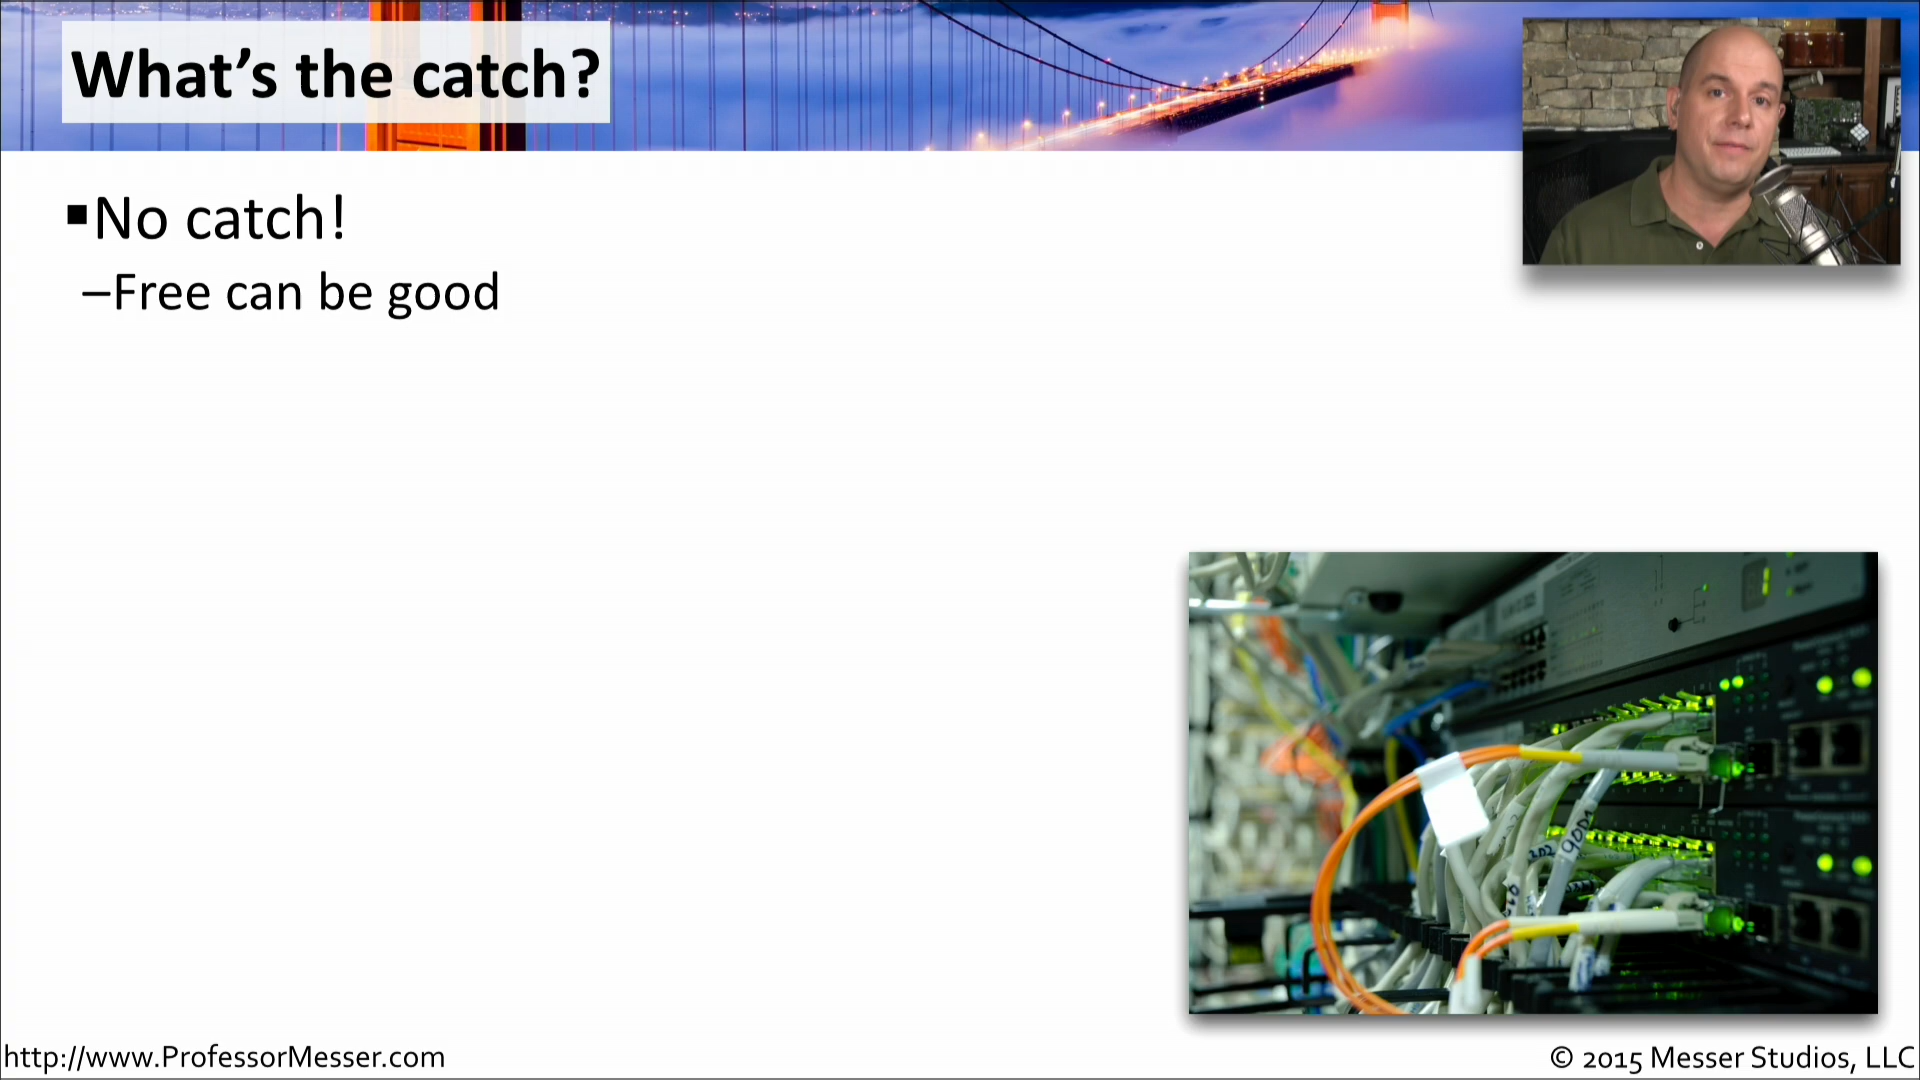 What's the catch?
▪No catch!
–Free can be good
http://www.ProfessorMesser.com
© 2015 Messer Studios, LLC